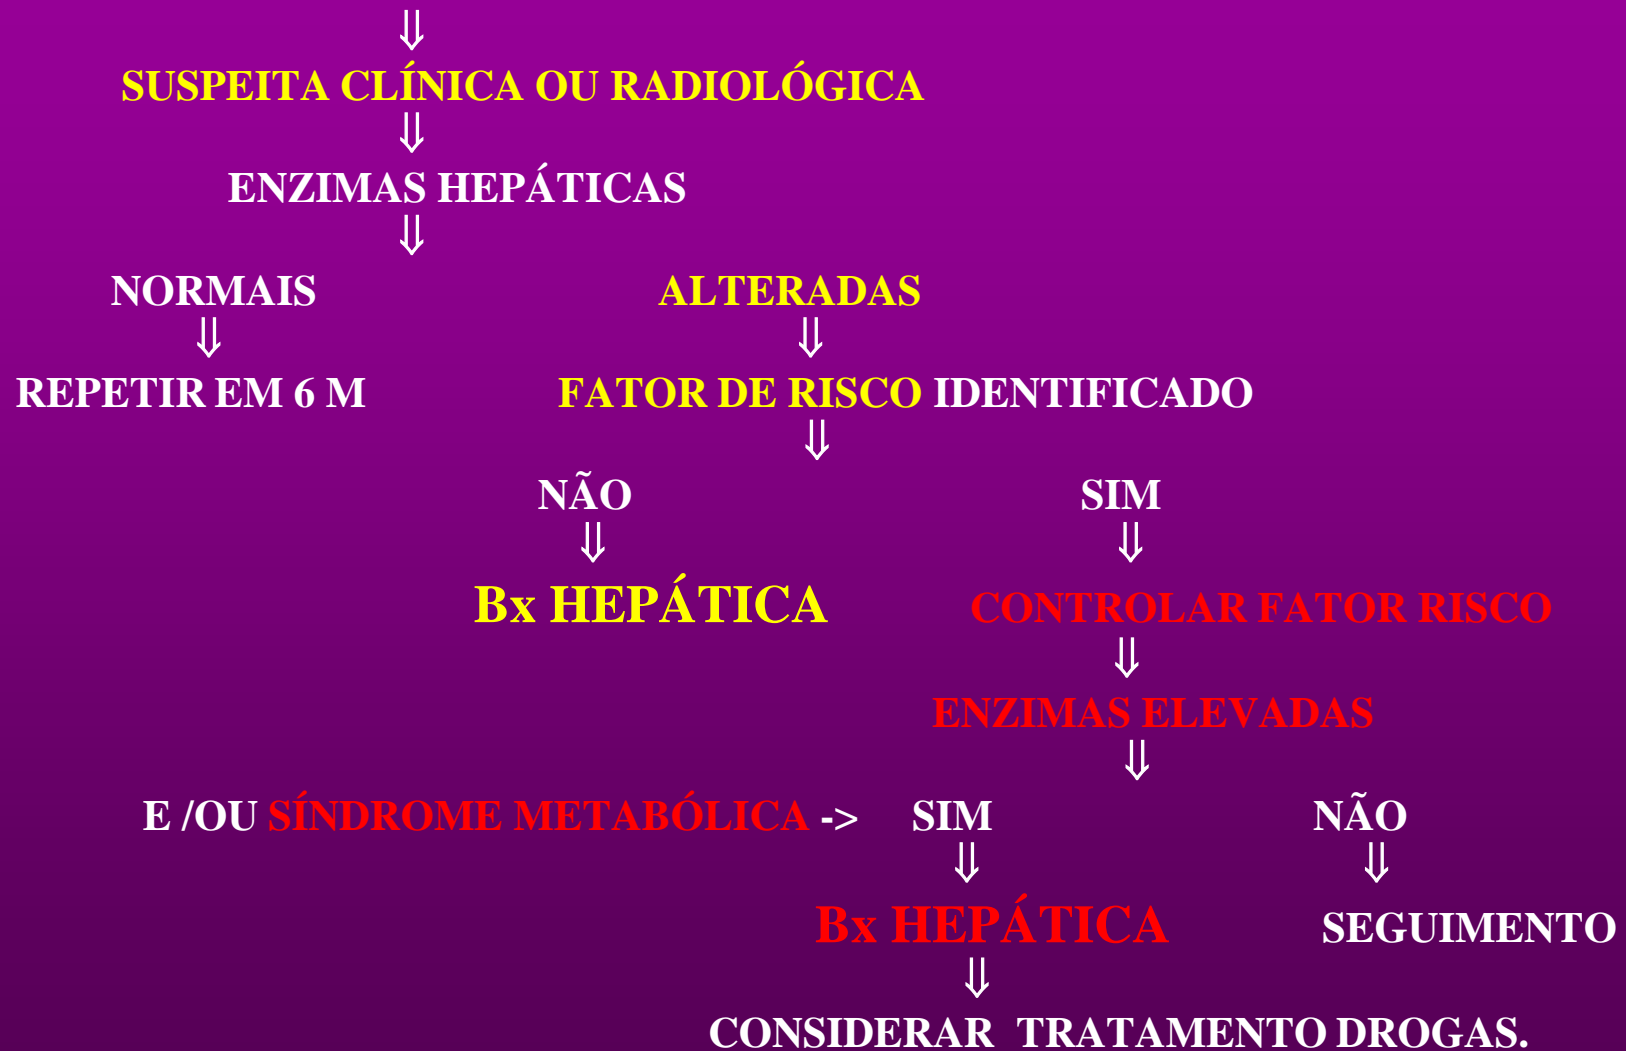 ⇓
SUSPEITA CLÍNICA OU RADIOLÓGICA
⇓
ENZIMAS HEPÁTICAS
⇓
NORMAIS ALTERADAS
⇓ ⇓
REPETIR EM 6 M FATOR DE RISCO IDENTIFICADO
⇓
NÃO SIM
⇓ ⇓
Bx HEPÁTICA CONTROLAR FATOR RISCO
⇓
ENZIMAS ELEVADAS
⇓
E /OU SÍNDROME METABÓLICA -> SIM NÃO
⇓ ⇓
Bx HEPÁTICA SEGUIMENTO
⇓
CONSIDERAR TRATAMENTO DROGAS.